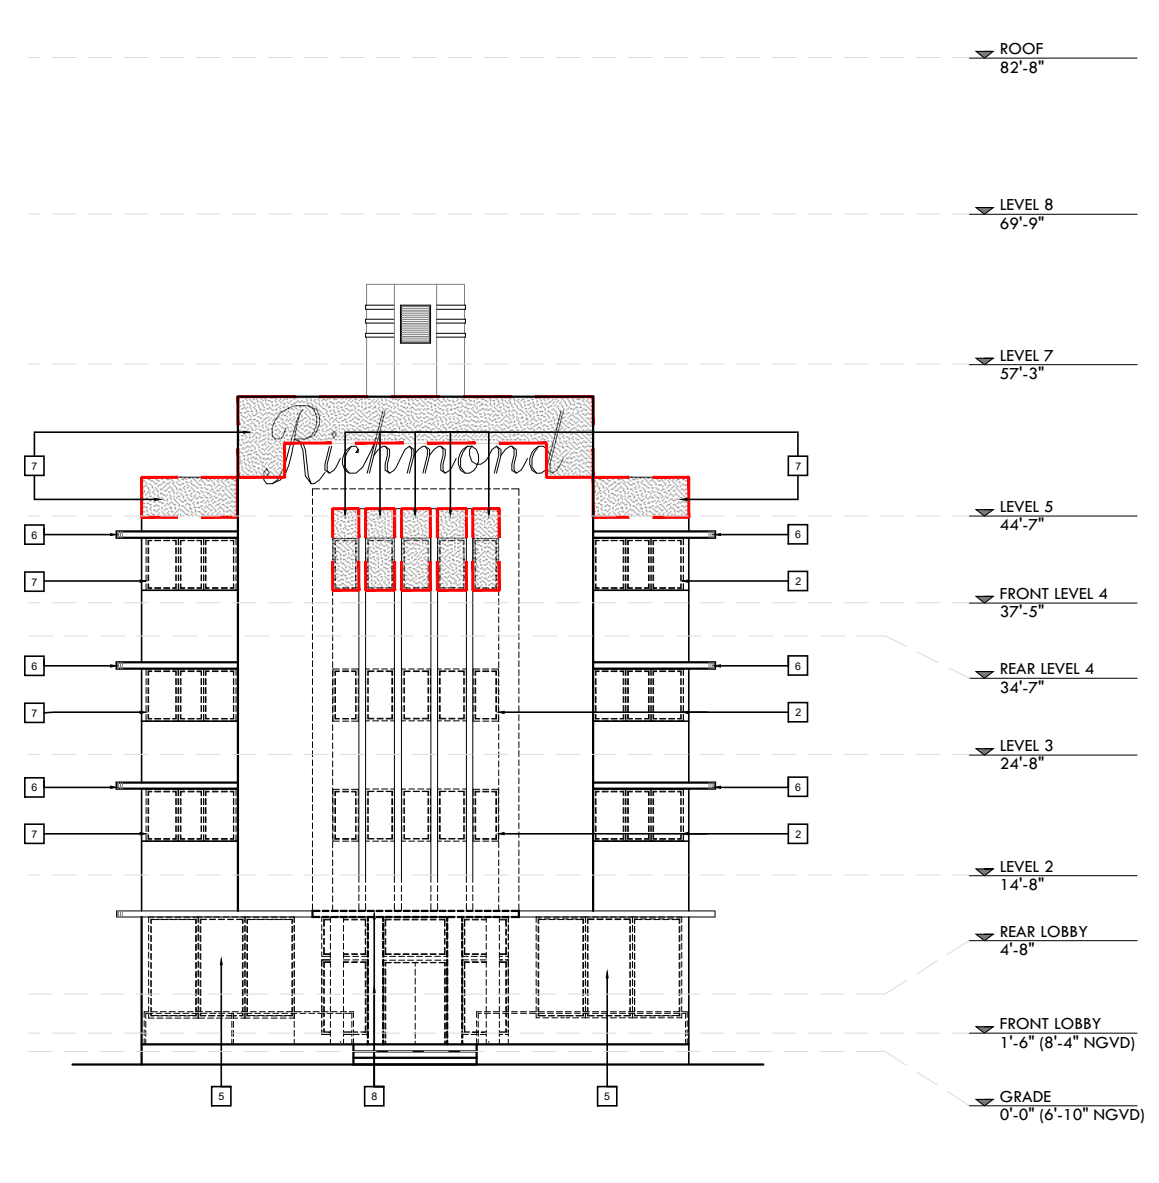 ROOF
82'-8"
LEVEL 8
69'-9"
LEVEL 7
57'-3"
Richmond
7
7
LEVEL 5
44'-7"
6
6
7
2
FRONT LEVEL 4
37'-5"
6
6
REAR LEVEL 4
34'-7"
7
2
LEVEL 3
24'-8"
6
6
7
2
LEVEL 2
14'-8"
REAR LOBBY
4'-8"
FRONT LOBBY
1'-6" (8'-4" NGVD)
5
8
5
GRADE
0'-0" (6'-10" NGVD)